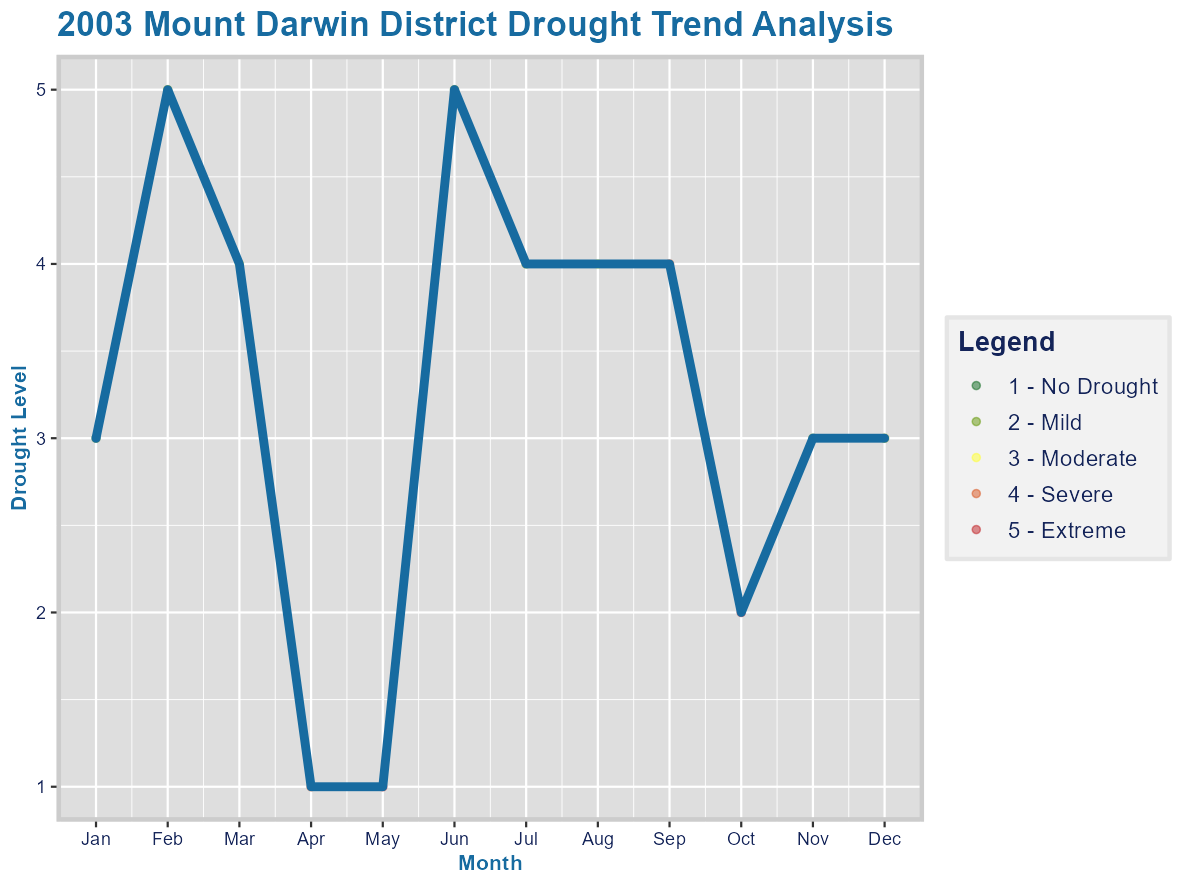 2003 Mount Darwin District Drought Trend Analysis
Drought Level
5
4
3
2
1
Jan Feb Mar Apr May Jun Jul Aug Sep Oct Nov Dec
Month
Legend
1 - No Drought
2 - Mild
3 - Moderate
4 - Severe
5 - Extreme